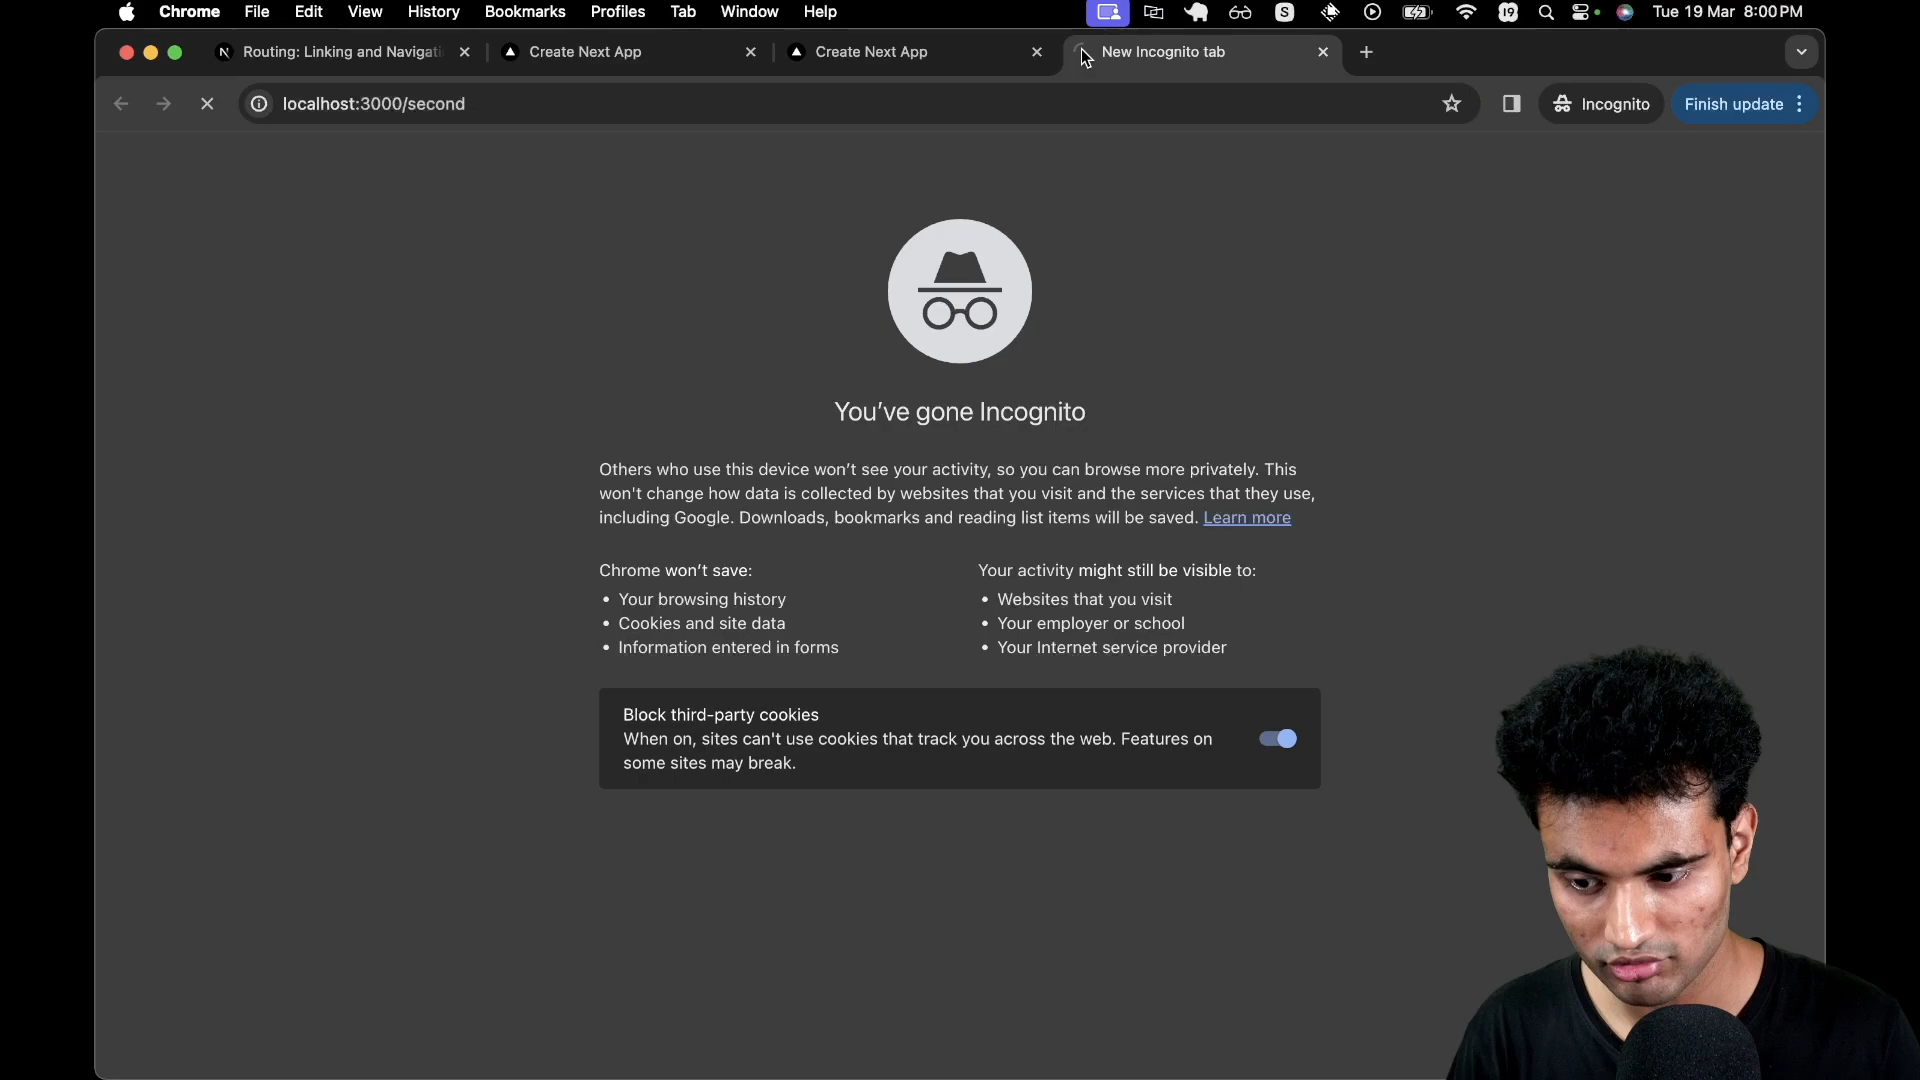 Chrome File Edit View History Bookmarks Profiles Tab Window Help S 19 Tue 19 Mar 8:00 PM
N Routing: Linking and Navigati Create Next App Create Next App New Incognito tab
localhost:3000/second Incognito Finish update
You've gone Incognito
Others who use this device won't see your activity, so you can browse more privately. This
won't change how data is collected by websites that you visit and the services that they use,
including Google. Downloads, bookmarks and reading list items will be saved. Learn more
Chrome won't save:
• Your browsing history
• Cookies and site data
• Information entered in forms
Your activity might still be visible to:
• Websites that you visit
• Your employer or school
• Your Internet service provider
Block third-party cookies
When on, sites can't use cookies that track you across the web. Features on
some sites may break.